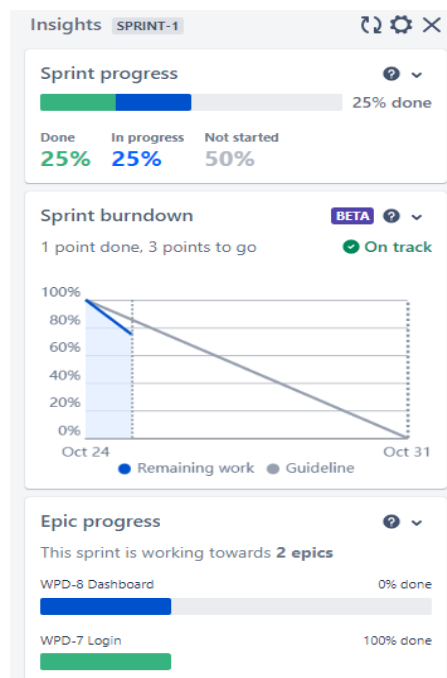 Insights SPRINT-1
Sprint progress
25% done
Done In progress Not started
25% 25% 50%
Sprint burndown BETA
1 point done, 3 points to go On track
100%
80%
60%
40%
20%
0%
Oct 24 Oct 31
Remaining work Guideline
Epic progress
This sprint is working towards 2 epics
WPD-8 Dashboard 0% done
WPD-7 Login 100% done